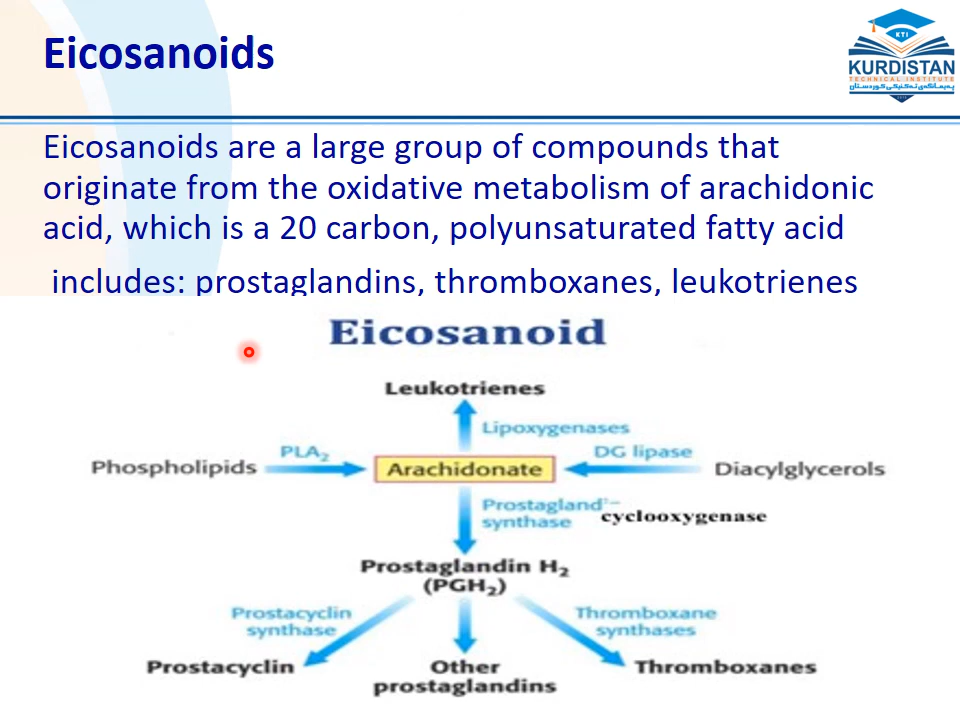 Eicosanoids
KTI
KURDISTAN
TECHNICAL INSTITUTE
پەیمانگەی تەکنیکی کوردستان
Eicosanoids are a large group of compounds that
originate from the oxidative metabolism of arachidonic
acid, which is a 20 carbon, polyunsaturated fatty acid
includes: prostaglandins, thromboxanes, leukotrienes
Eicosanoid
Leukotrienes
Lipoxygenases
PLA₂
DG lipase
Phospholipids
Arachidonate
Diacylglycerols
synthase
cyclooxygenase
Prostaglandin H₂
(PGH₂)
Prostacyclin
synthase
Thromboxane
synthases
Prostacyclin
Other
prostaglandins
Thromboxanes